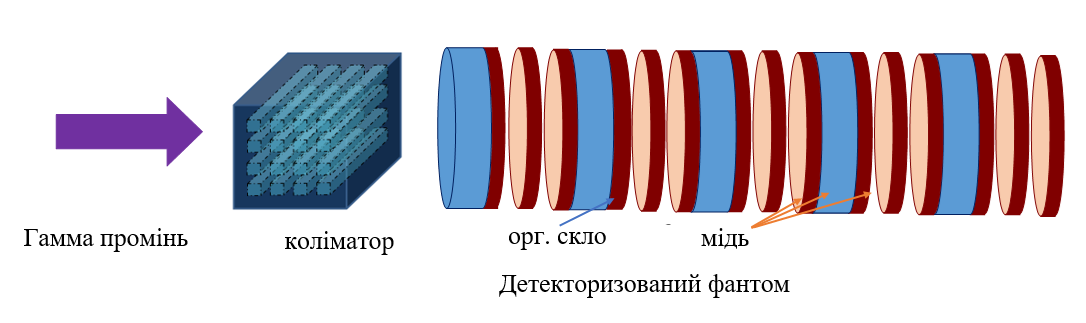 Гамма промінь
коліматор
орг. скло
мідь
Детекторизований фантом